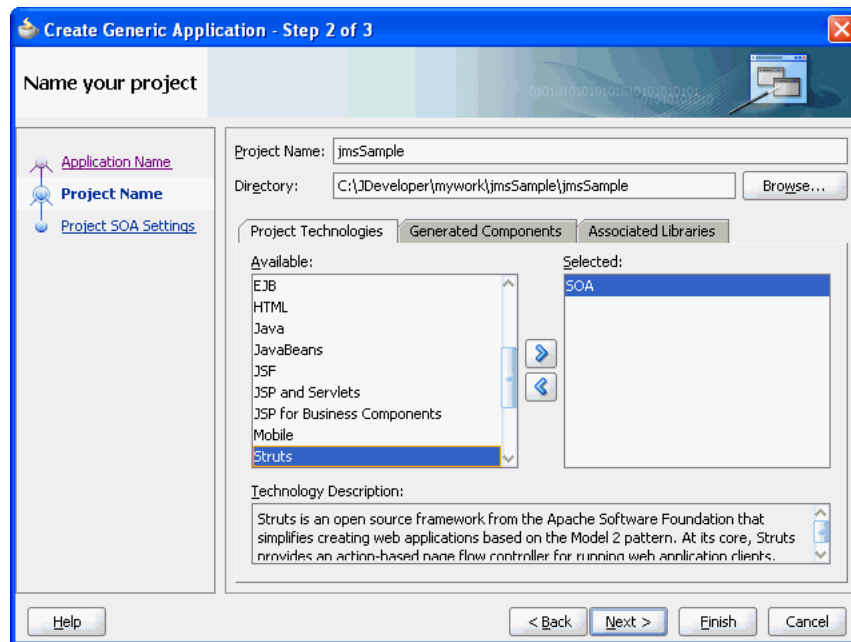 Create Generic Application - Step 2 of 3
Name your project
Application Name
Project Name
Project SOA Settings
Project Name: jmsSample
Directory: C:\JDeveloper\mywork\jmsSample\jmsSample Browse...
Project Technologies Generated Components Associated Libraries
Available:
EJB
HTML
Java
JavaBeans
JSF
JSP and Servlets
JSP for Business Components
Mobile
Struts
Selected:
SOA
Technology Description:
Struts is an open source framework from the Apache Software Foundation that
simplifies creating web applications based on the Model 2 pattern. At its core, Struts
provides an action-based page flow controller for running web application clients.
Help < Back Next > Finish Cancel